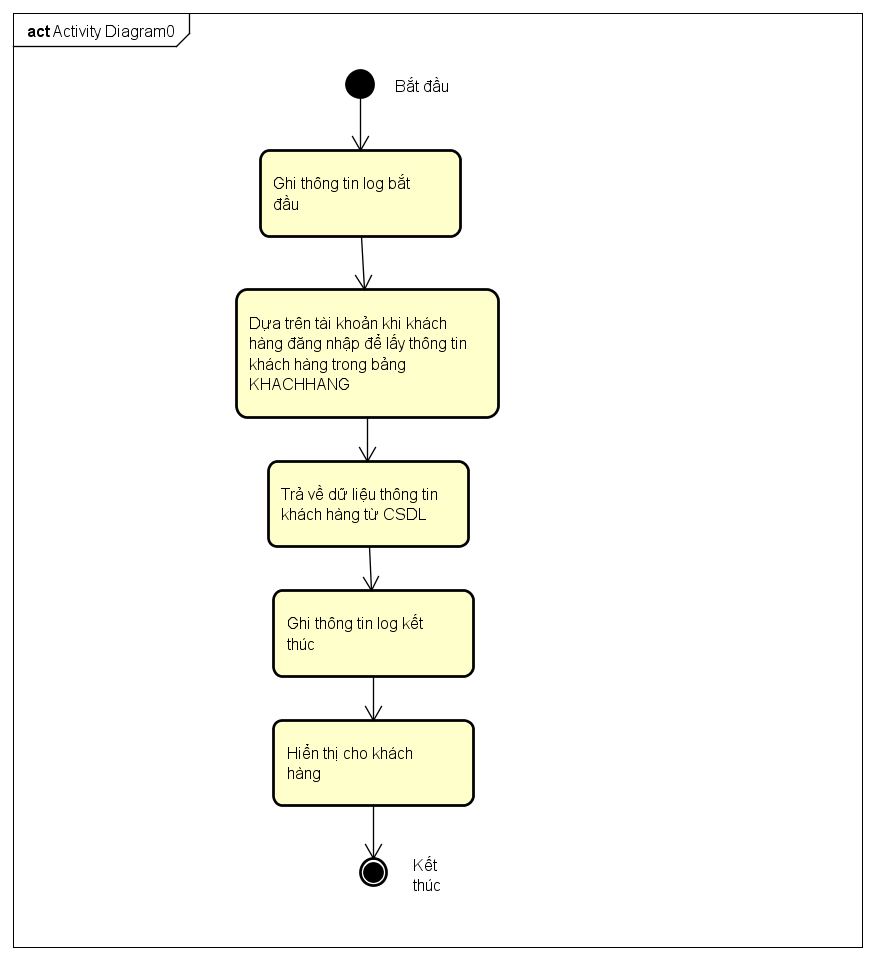 act Activity Diagram0
Bắt đầu
Ghi thông tin log bắt
đầu
Dựa trên tài khoản khi khách
hàng đăng nhập để lấy thông tin
khách hàng trong bảng
KHACHHANG
Trả về dữ liệu thông tin
khách hàng từ CSDL
Ghi thông tin log kết
thúc
Hiển thị cho khách
hàng
Kết
thúc